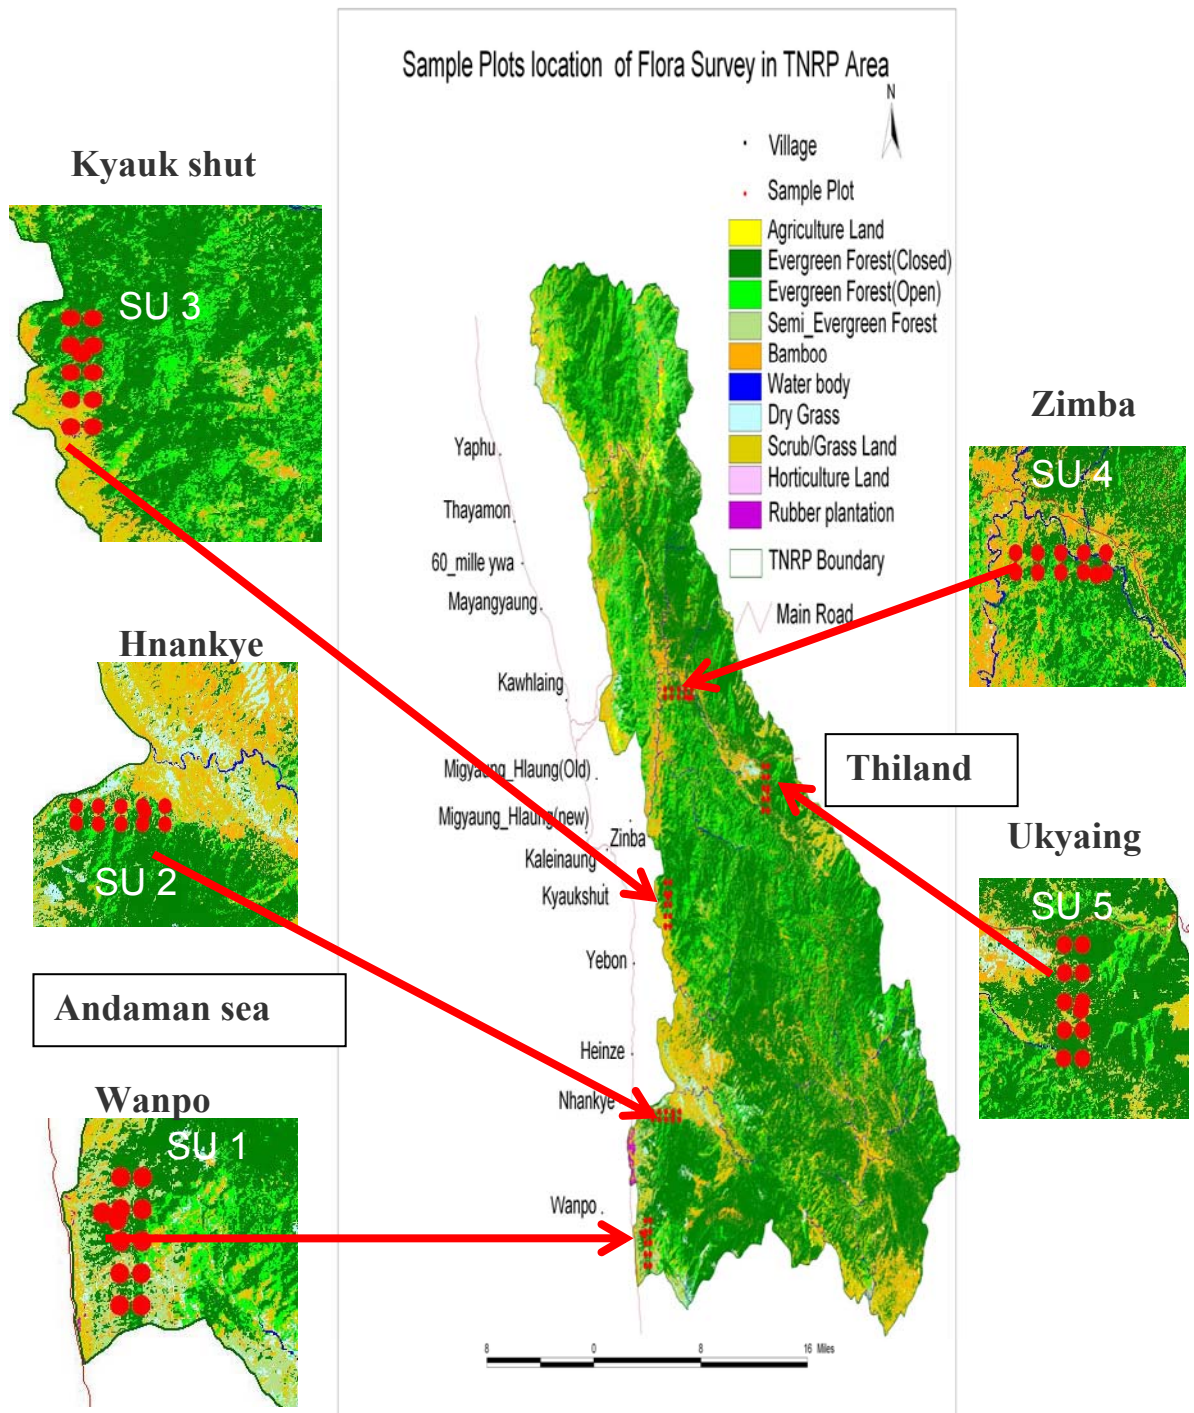 Sample Plots location of Flora Survey in TNRP Area
N
Village
Sample Plot
Agriculture Land
Evergreen Forest(Closed)
Evergreen Forest(Open)
Semi_Evergreen Forest
Bamboo
Water body
Dry Grass
Scrub/Grass Land
Horticulture Land
Rubber plantation
TNRP Boundary
Main Road
Kyauk shut
SU 3
Hnankye
SU 2
Andaman sea
Wanpo
SU 1
Yaphu
Thayamon
60_mille ywa
Mayangyaung
Kawhlaing
Migyaung_Hlaung(Old)
Migyaung_Hlaung(new)
Zinba
Kaleinaung
Kyaukshut
Yebon
Heinze
Nhankye
Wanpo
Zimba
SU 4
Thiland
Ukyaing
SU 5
8 0 8 16 Miles